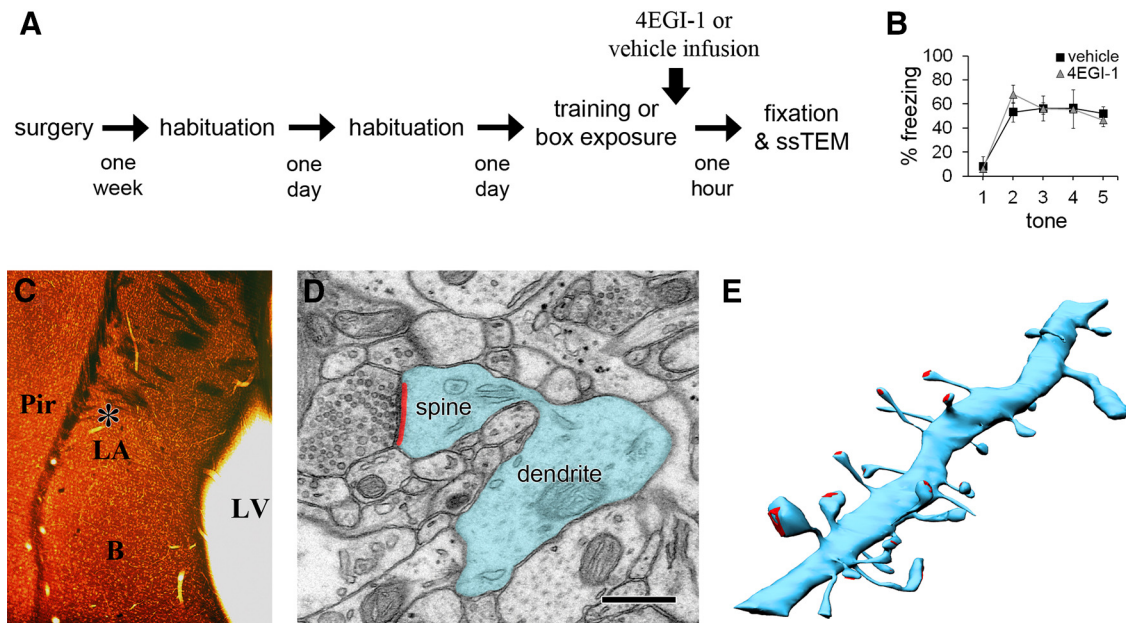 A
4EGI-1 or
vehicle infusion
surgery
habituation
habituation
training or
box exposure
fixation
& ssTEM
one
week
one
day
one
day
one
hour
B
vehicle
4EGI-1
% freezing
100
80
60
40
20
0
1 2 3 4 5
tone
C
Pir
*
LA
LV
B
D
spine
dendrite
E